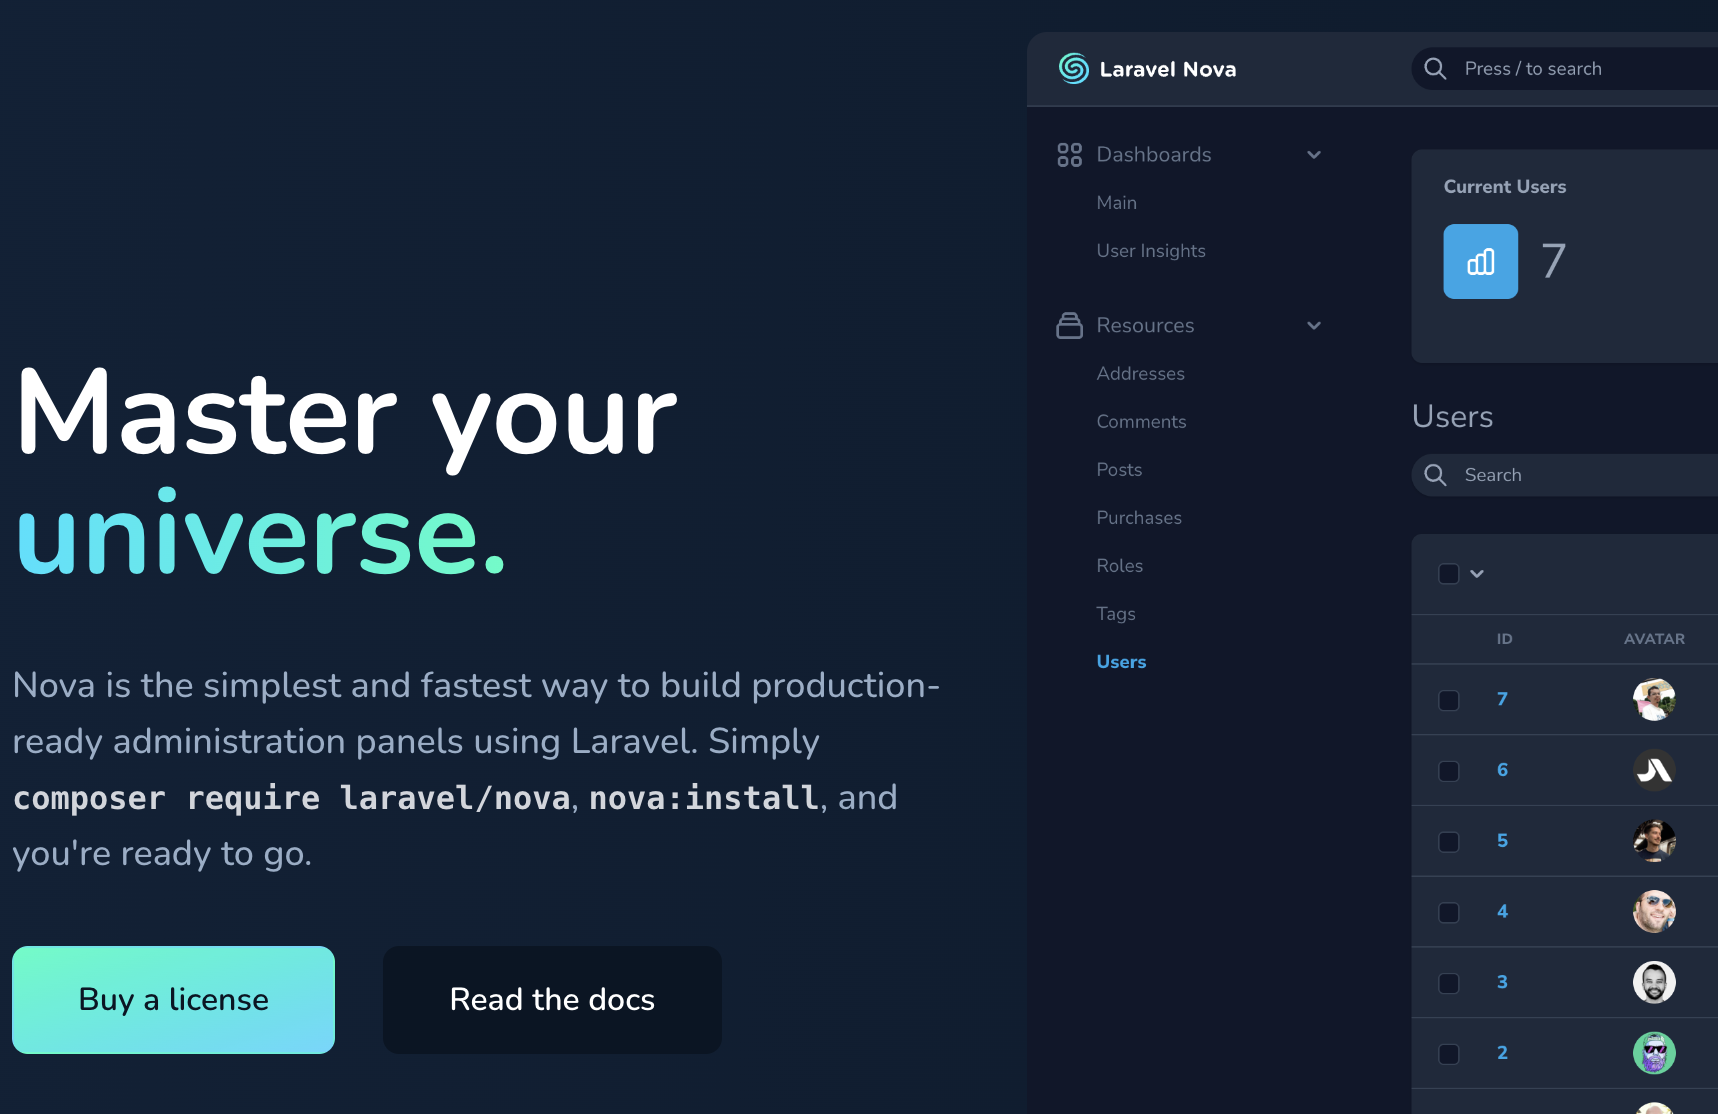 Master your
universe.
Nova is the simplest and fastest way to build production-
ready administration panels using Laravel. Simply
composer require laravel/nova, nova:install, and
you're ready to go.
Buy a license
Read the docs
Laravel Nova
Press / to search
Dashboards
Main
User Insights
Resources
Addresses
Comments
Posts
Purchases
Roles
Tags
Users
Current Users
7
Users
Search
ID AVATAR
7
6
5
4
3
2